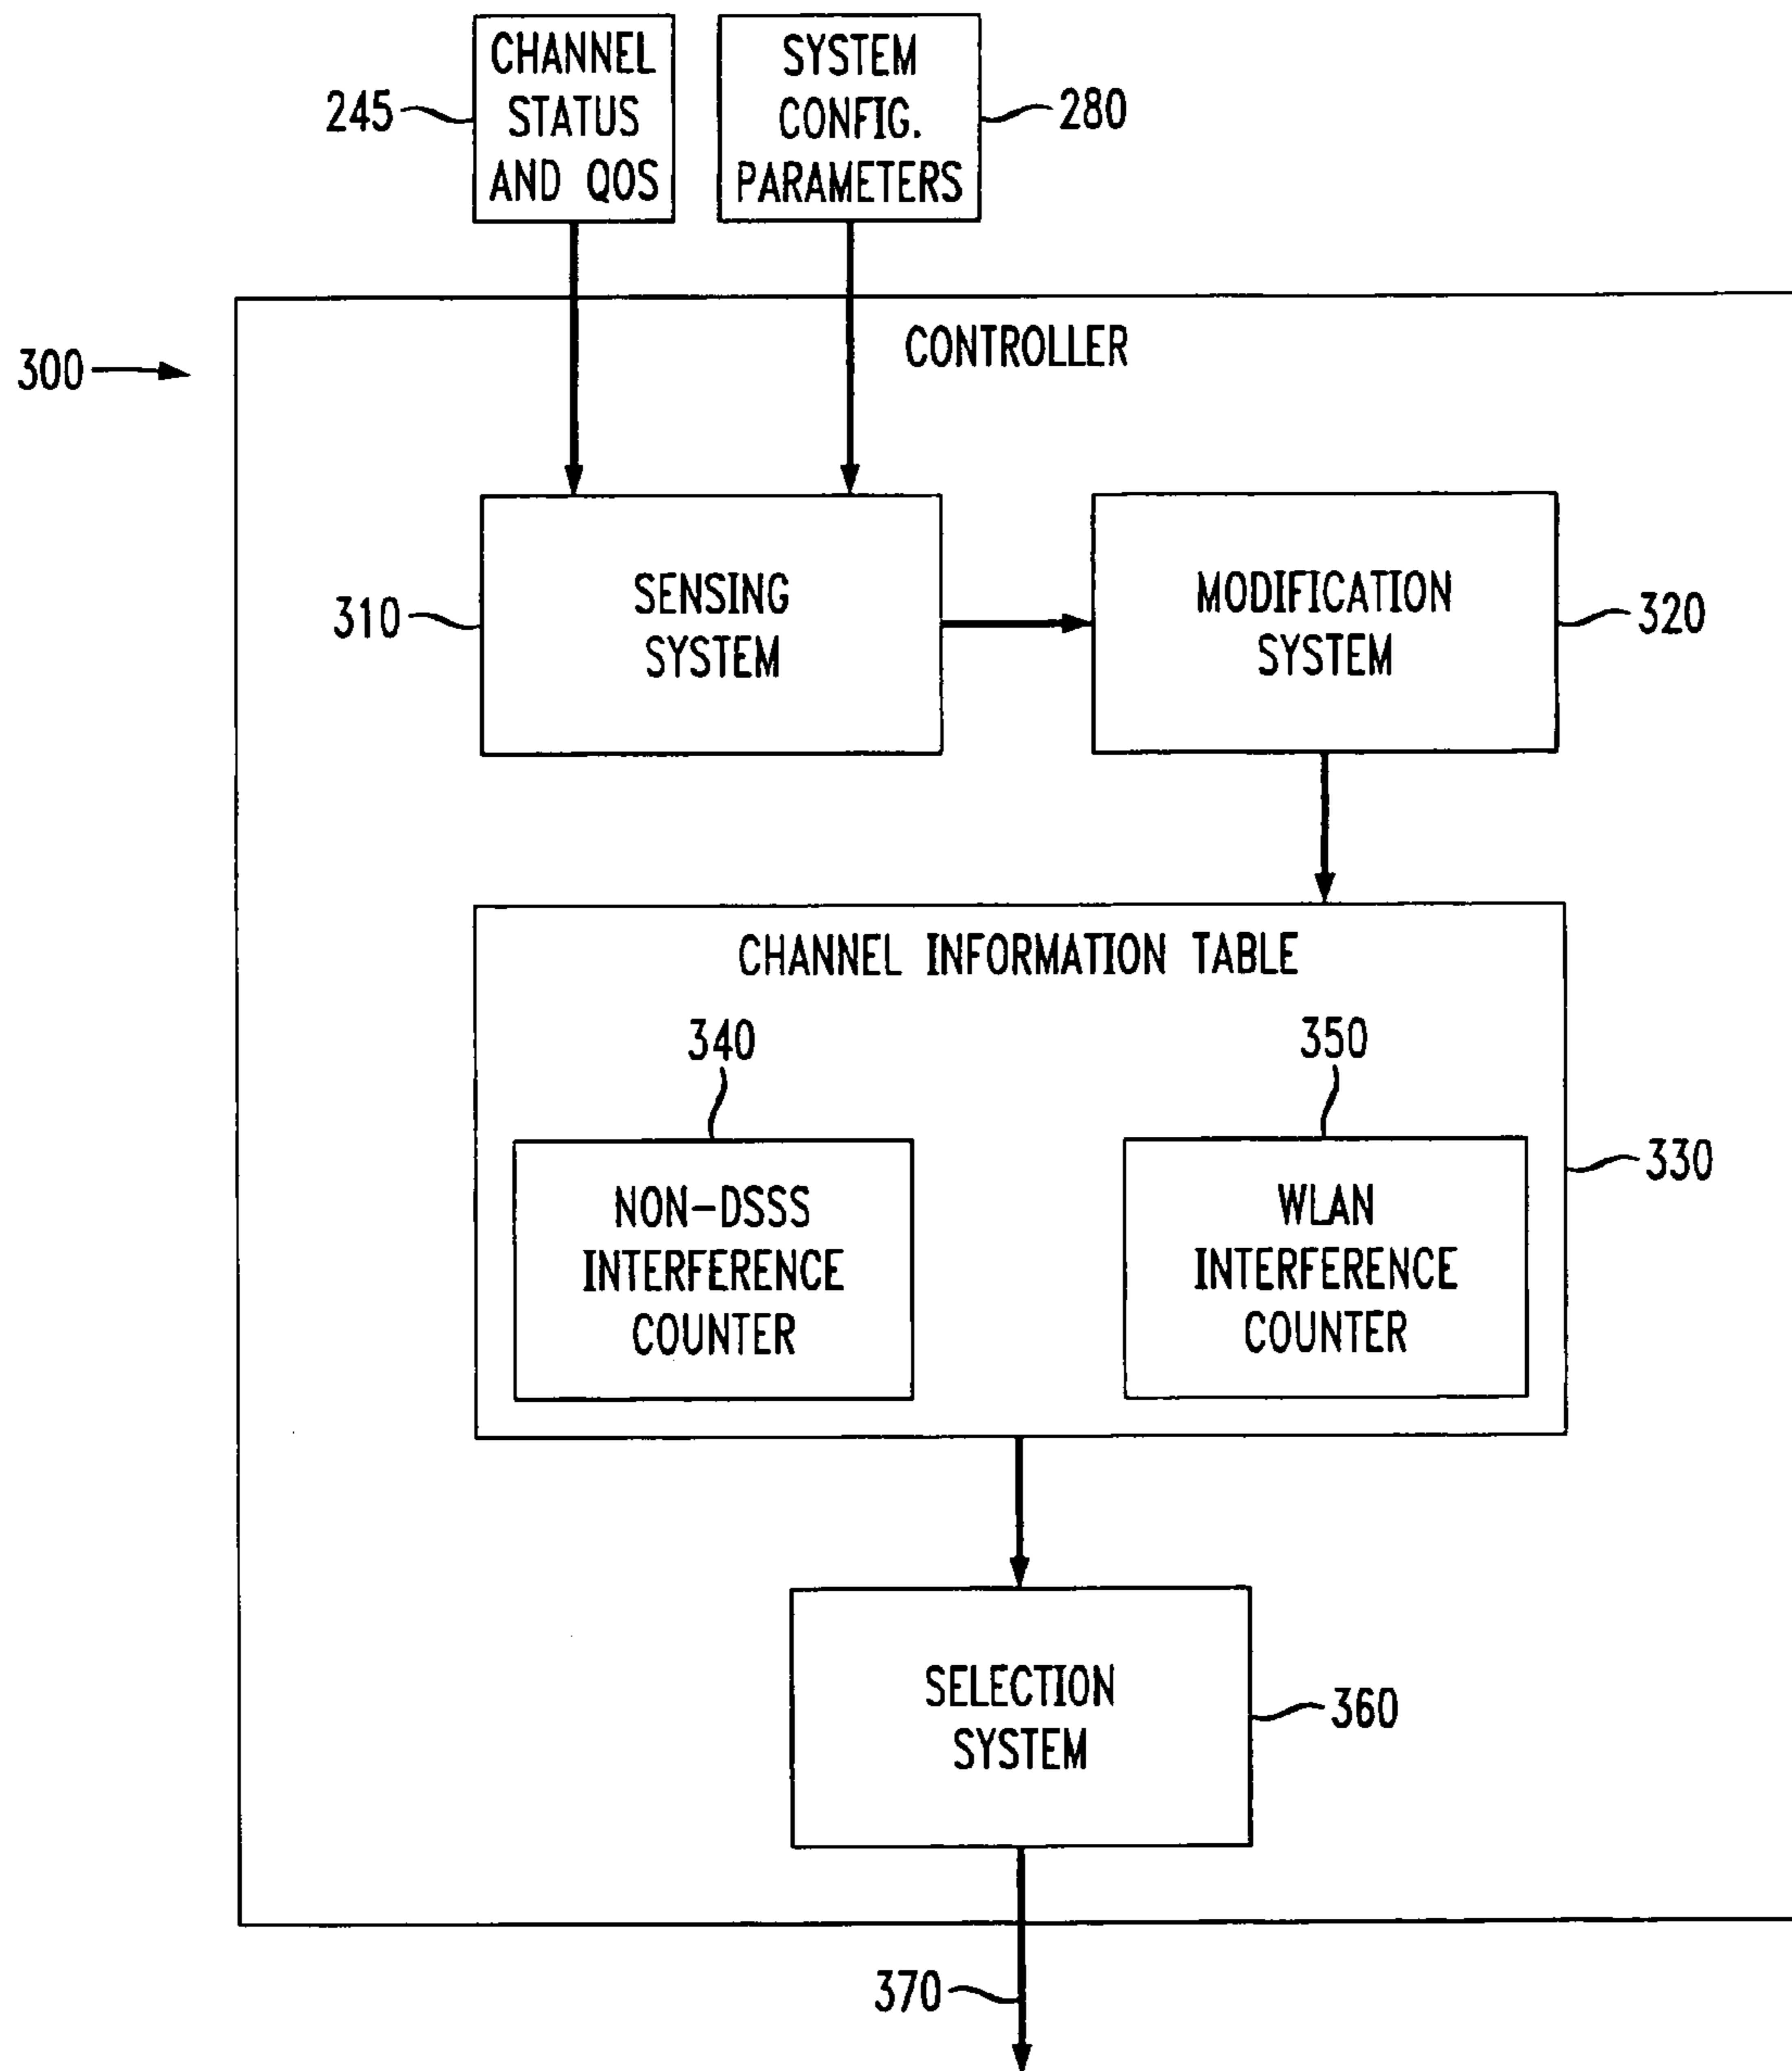 CHANNEL
STATUS
AND QOS
245
SYSTEM
CONFIG.
PARAMETERS
280
CONTROLLER
300
SENSING
SYSTEM
310
MODIFICATION
SYSTEM
320
CHANNEL INFORMATION TABLE
340
350
NON-DSSS
INTERFERENCE
COUNTER
WLAN
INTERFERENCE
COUNTER
330
SELECTION
SYSTEM
360
370